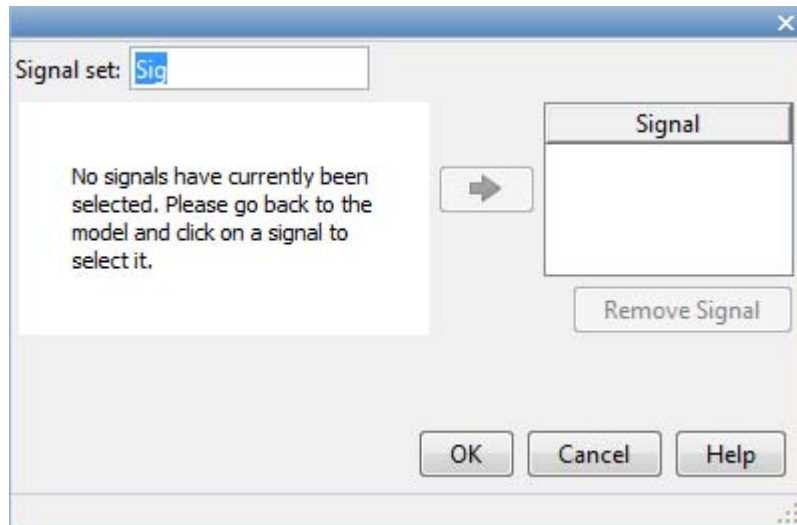 Signal set: Sig
No signals have currently been
selected. Please go back to the
model and click on a signal to
select it.
Signal
Remove Signal
OK Cancel Help